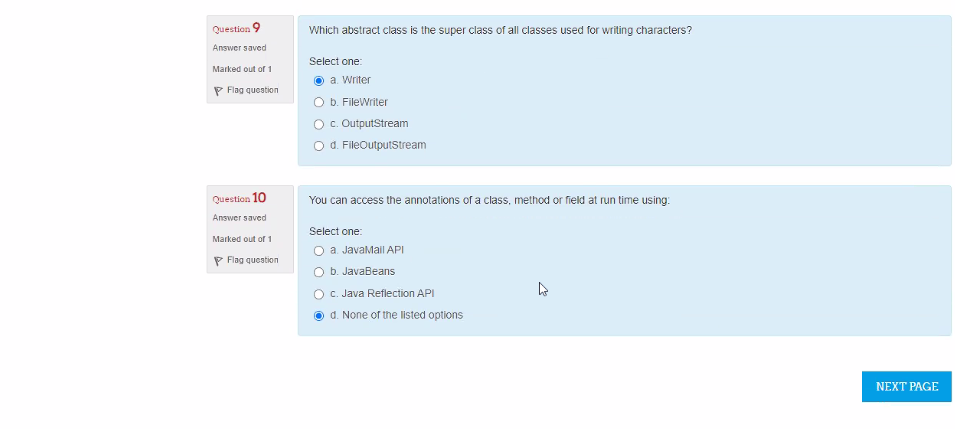 Question 9
Answer saved
Marked out of 1
Flag question
Which abstract class is the super class of all classes used for writing characters?
Select one:
a. Writer
b. FileWriter
c. OutputStream
d. FileOutputStream
Question 10
Answer saved
Marked out of 1
Flag question
You can access the annotations of a class, method or field at run time using:
Select one:
a. JavaMail API
b. JavaBeans
c. Java Reflection API
d. None of the listed options
NEXT PAGE